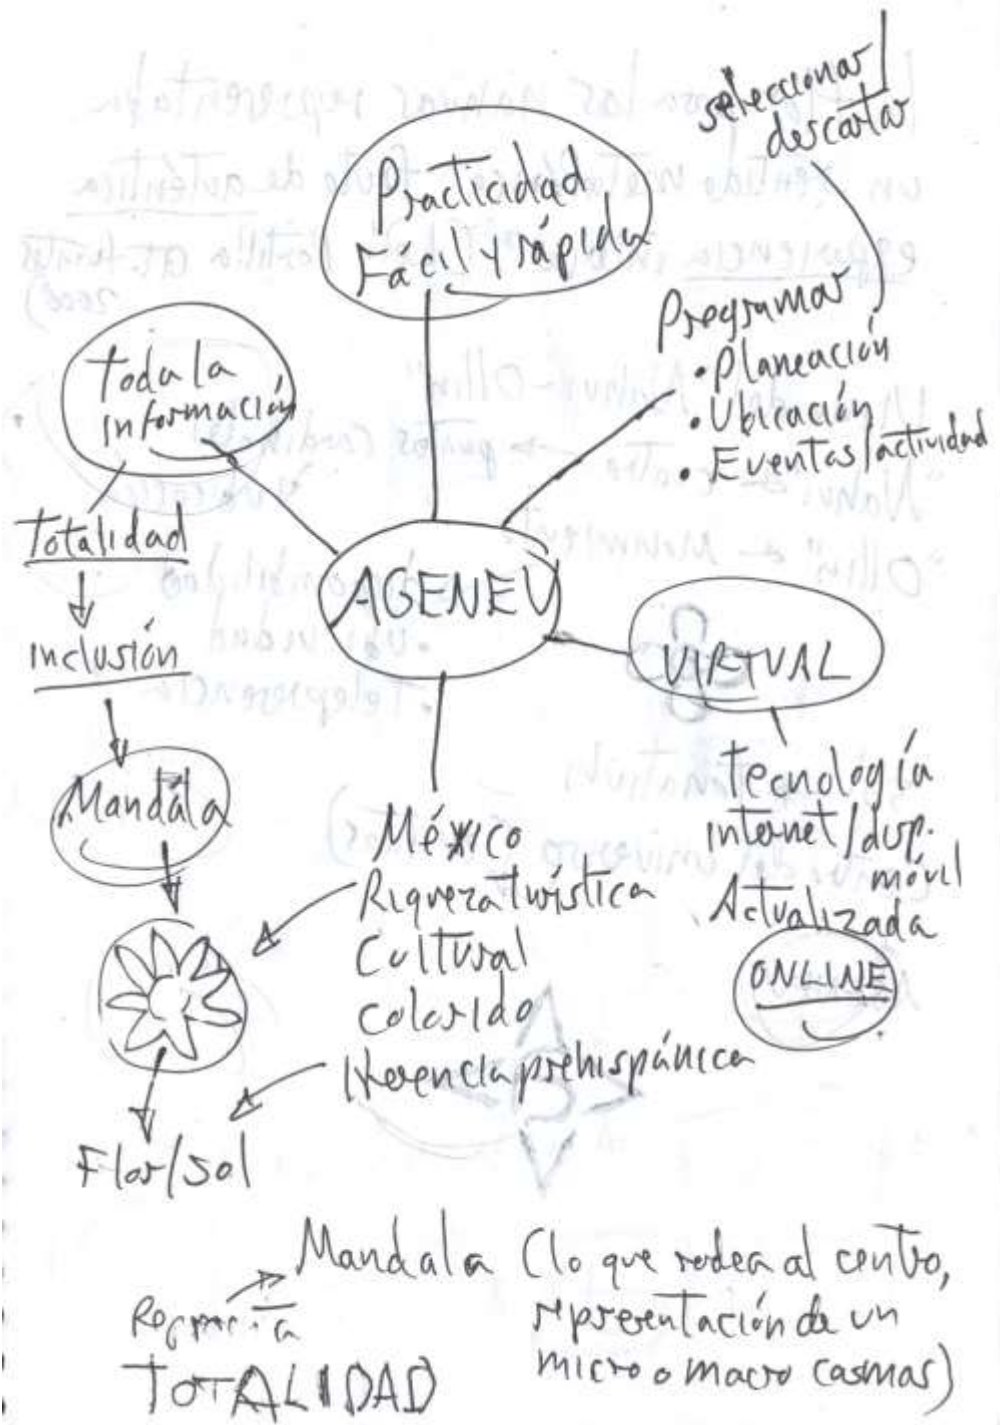 seleccionar/
descartar
Practicidad
Fácil y rápida
Programar
• Planeación
• Ubicación
• Eventos/actividad
Toda la
información
Totalidad
Inclusión
Mandala
Flor/sol
AGENEV
VIRTUAL
Tecnología
internet/disp.
móvil
Actualizada
ONLINE
México
Riqueza turística
Cultural
Colorido
Herencia prehispánica
Mandala (lo que rodea al centro,
representación de un
micro o macro cosmos)
TOTALIDAD